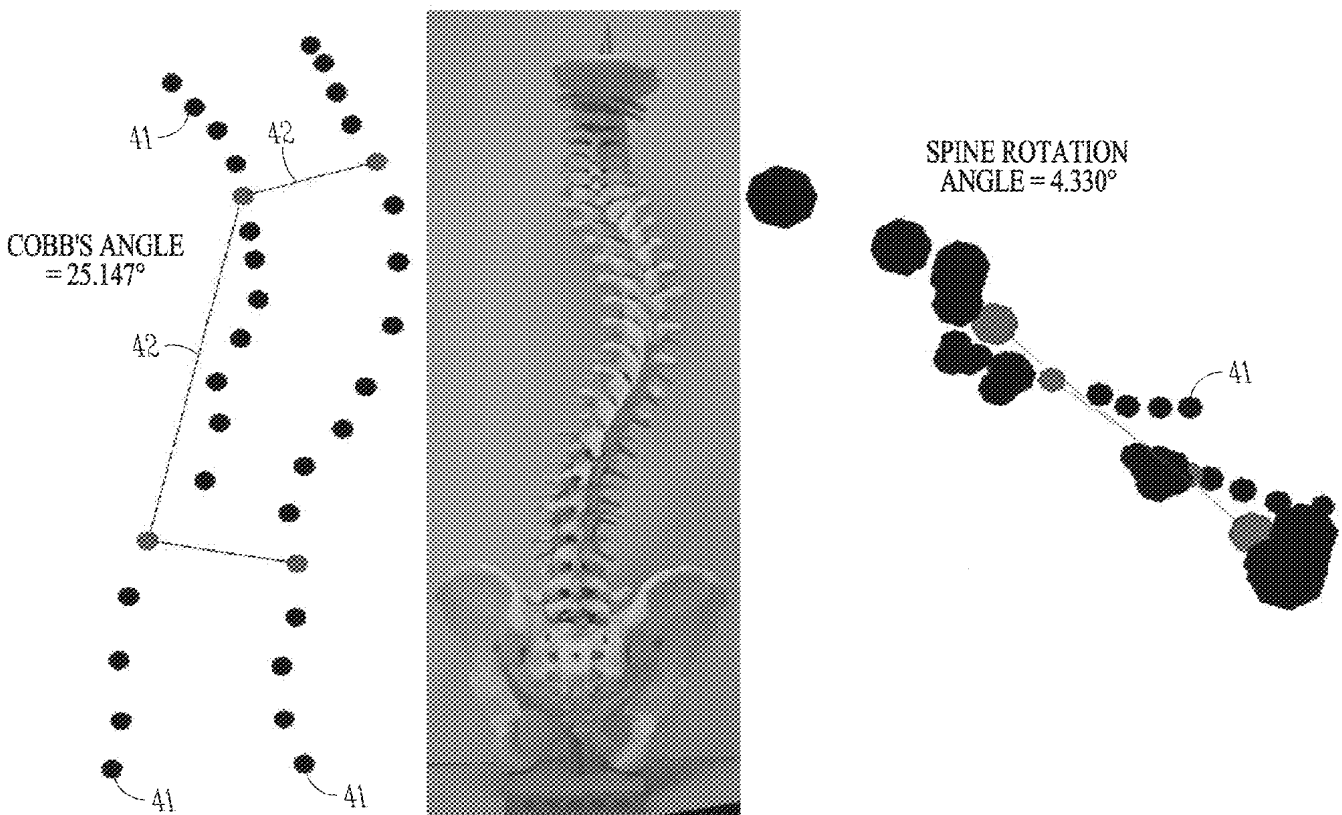 41
42
COBB'S ANGLE
= 25.147°
42
41
41
SPINE ROTATION
ANGLE = 4.330°
41